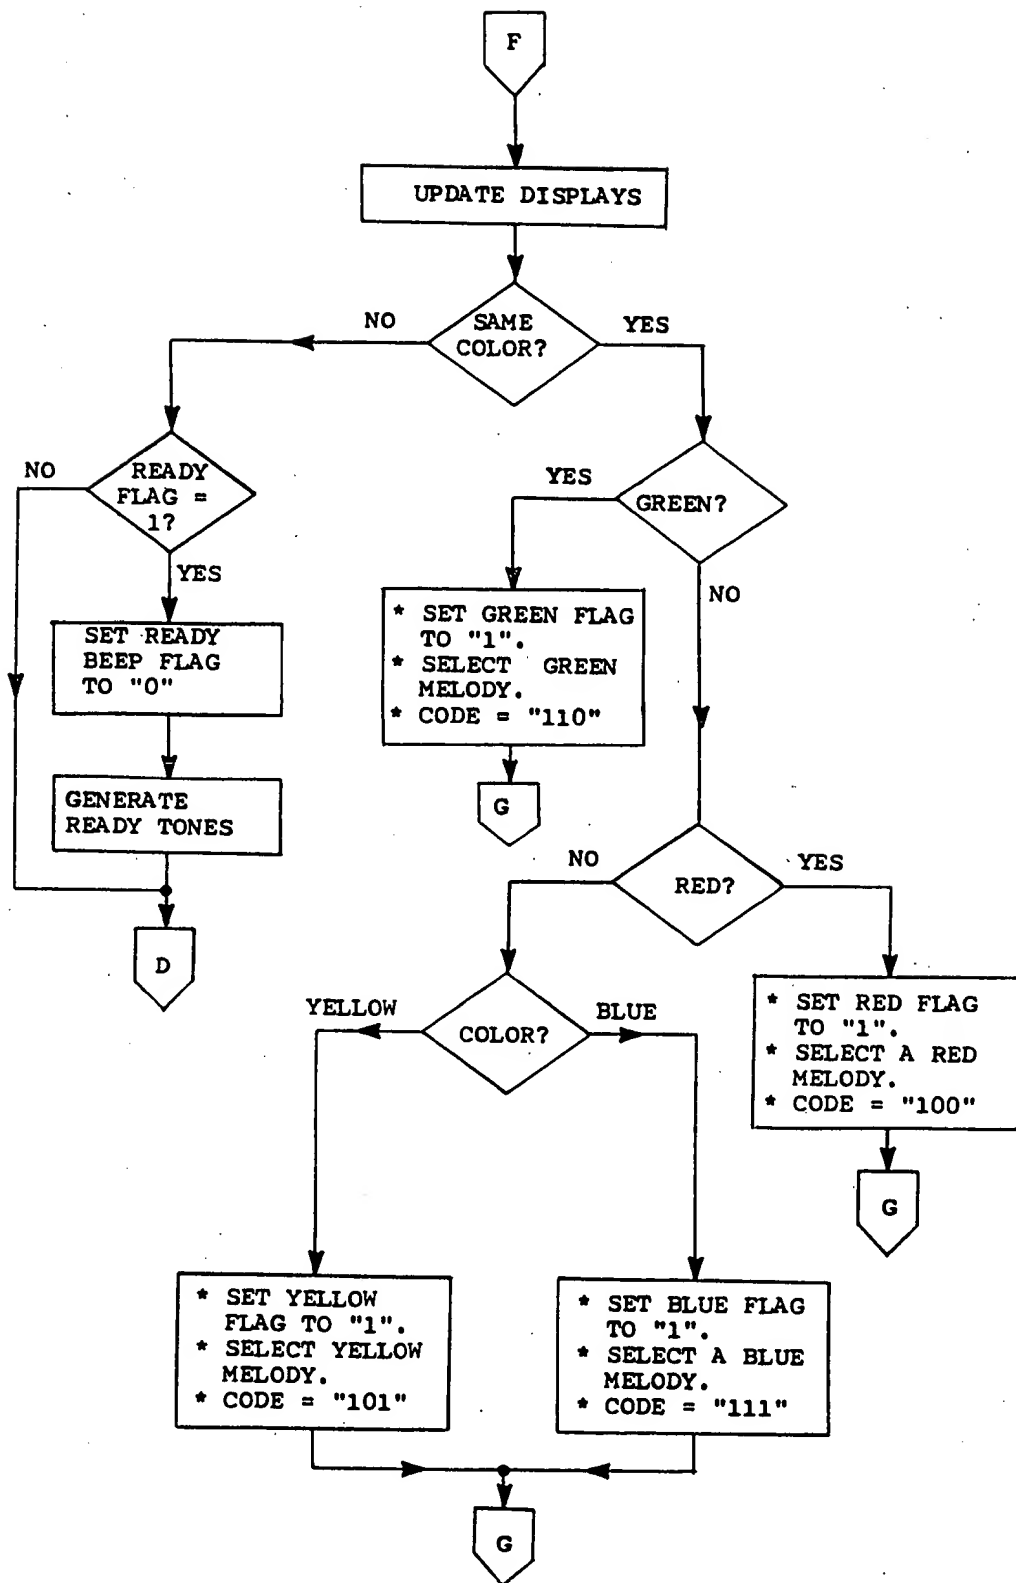 F
UPDATE DISPLAYS
NO
SAME
COLOR?
YES
NO
READY
FLAG =
1?
YES
GREEN?
YES
NO
SET READY
BEEP FLAG
TO "0"
* SET GREEN FLAG
TO "1".
* SELECT GREEN
MELODY.
* CODE = "110"
GENERATE
READY TONES
G
D
NO
RED?
YES
YELLOW
COLOR?
BLUE
* SET RED FLAG
TO "1".
* SELECT A RED
MELODY.
* CODE = "100"
G
* SET YELLOW
FLAG TO "1".
* SELECT YELLOW
MELODY.
* CODE = "101"
* SET BLUE FLAG
TO "1".
* SELECT A BLUE
MELODY.
* CODE = "111"
G